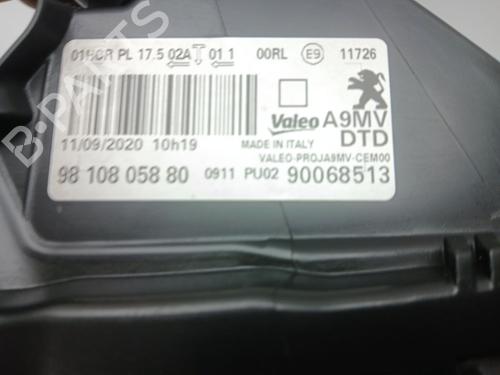 01HCR PL 17.5 02A 01 1 00RL E9 11726
Valeo A9MV
DTD
11/09/2020 10h19 MADE IN ITALY
VALEO-PROJA9MV-CEM00
98 108 058 80 0911 PU02 90068513
B-PARTS